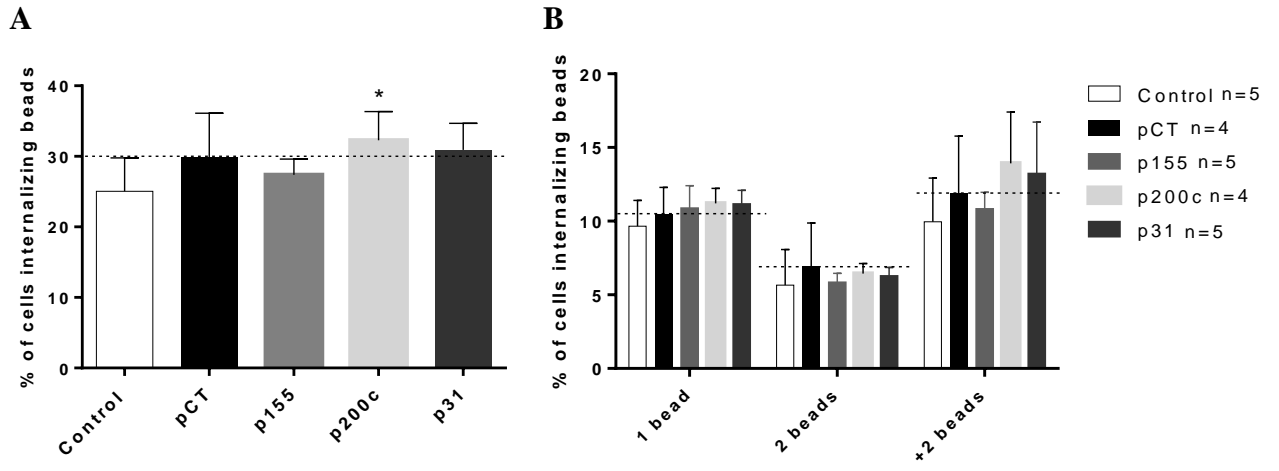 A
% of cells internalizing beads
40
30
20
10
0
*
Control
pCT
p155
p200c
p31
B
% of cells internalizing beads
20
15
10
5
0
1 bead
2 beads
+2 beads
Control n=5
pCT n=4
p155 n=5
p200c n=4
p31 n=5